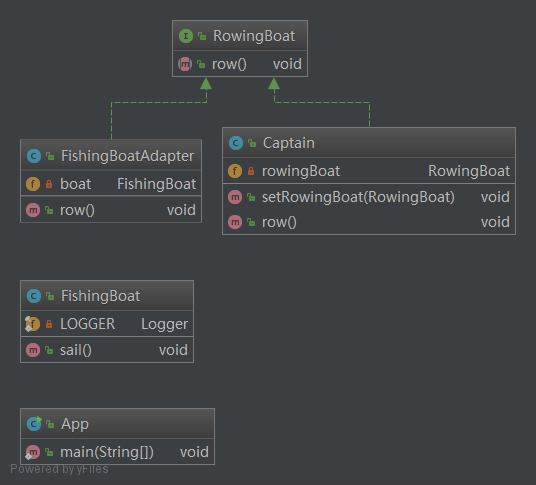 RowingBoat
row() void
FishingBoatAdapter
boat FishingBoat
row() void
Captain
rowingBoat RowingBoat
setRowingBoat(RowingBoat) void
row() void
FishingBoat
LOGGER Logger
sail() void
App
main(String[]) void
Powered by yFiles